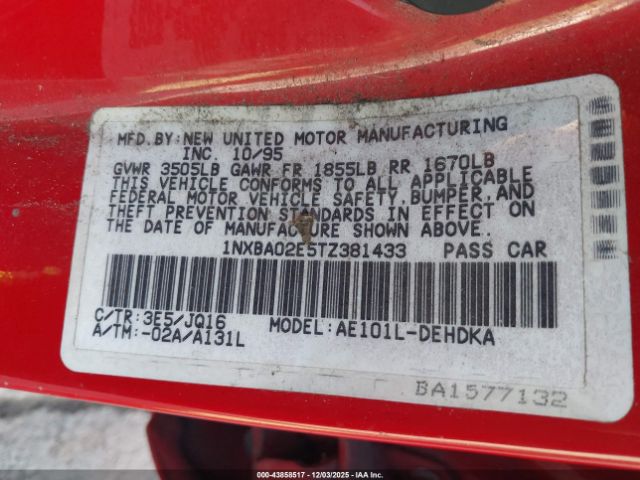 MFD.BY:NEW UNITED MOTOR MANUFACTURING
INC. 10/95
GVWR 3505LB GAWR FR 1855LB RR 1670LB
THIS VEHICLE CONFORMS TO ALL APPLICABLE
FEDERAL MOTOR VEHICLE SAFETY,BUMPER,AND
THEFT PREVENTION STANDARDS IN EFFECT ON
THE DATE OF MANUFACTURE SHOWN ABOVE.
1NXBA02E5TZ381433 PASS CAR
C/TR:3E5/JQ16 MODEL:AE101L-DEHDKA
A/TM:-02A/A131L
BA1577132
000-43858517 12/03/2025 IAA Inc.